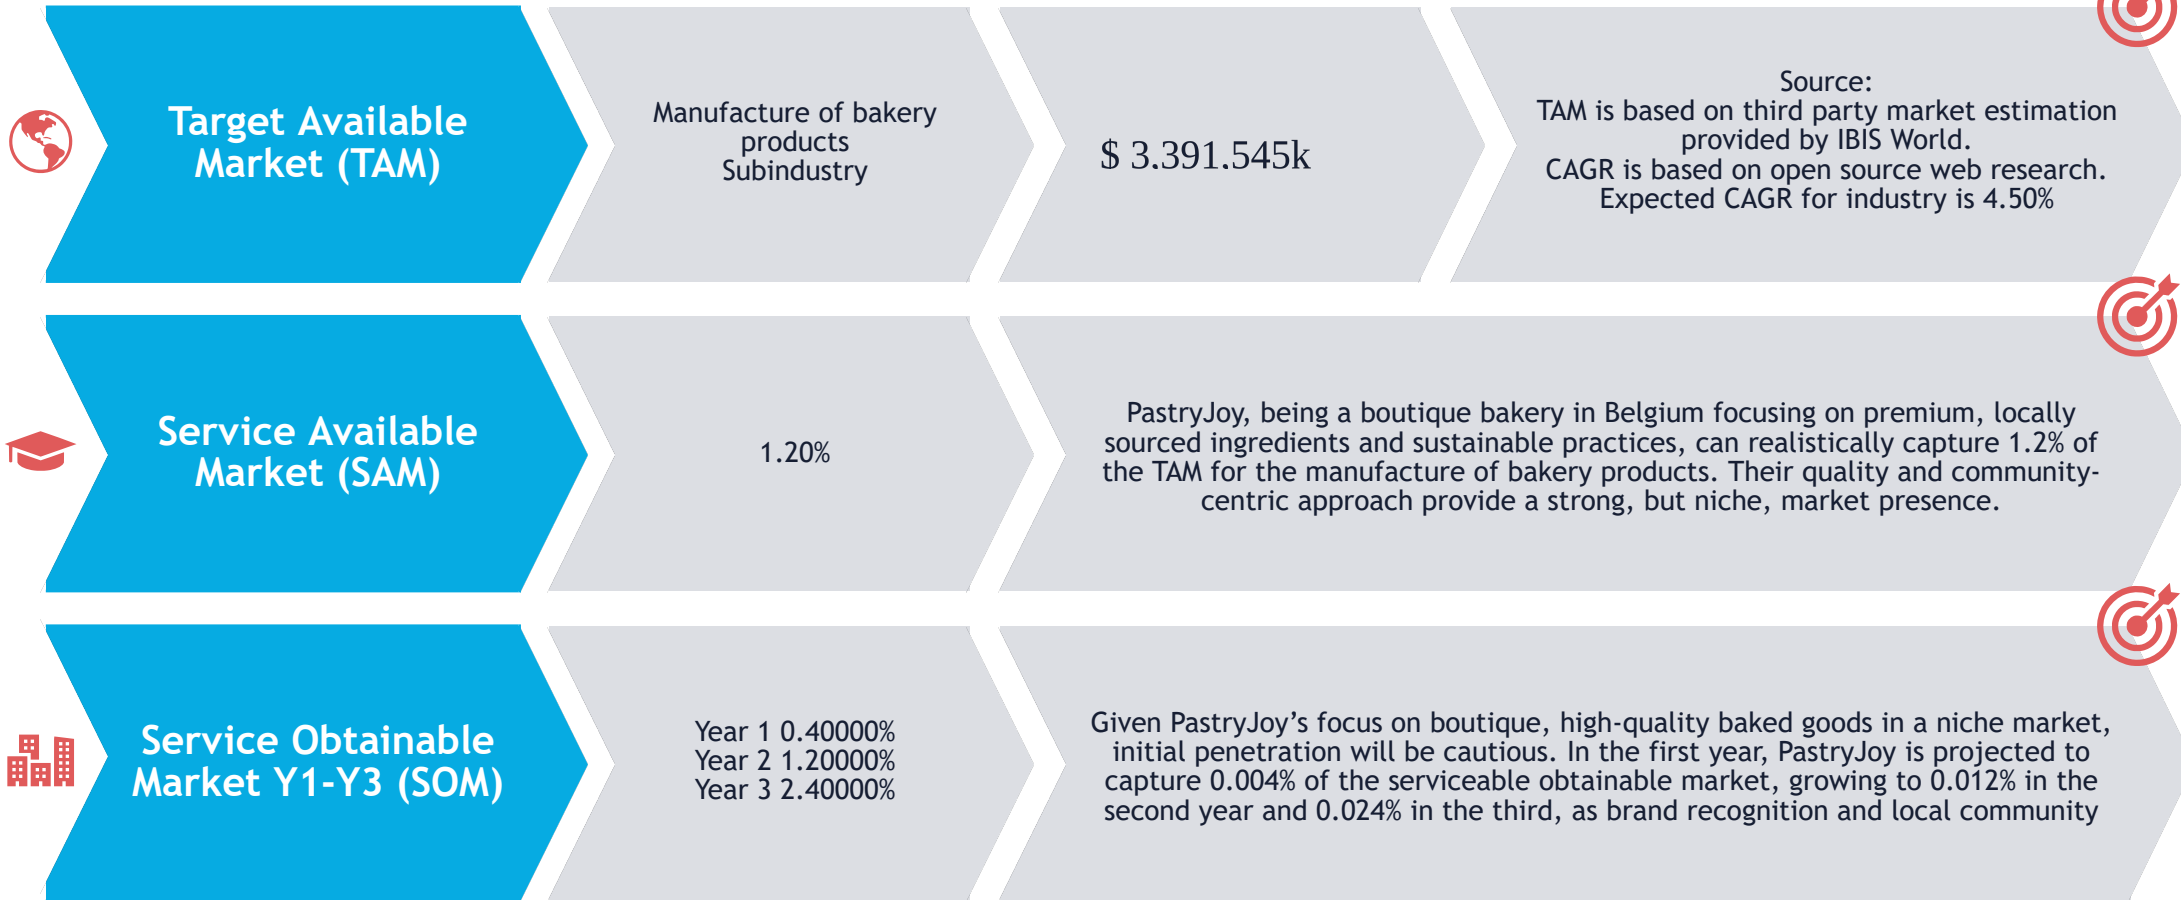 Target Available
Market (TAM)
Manufacture of bakery
products
Subindustry
$ 3.391.545k
Source:
TAM is based on third party market estimation
provided by IBIS World.
CAGR is based on open source web research.
Expected CAGR for industry is 4.50%
Service Available
Market (SAM)
1.20%
PastryJoy, being a boutique bakery in Belgium focusing on premium, locally
sourced ingredients and sustainable practices, can realistically capture 1.2% of
the TAM for the manufacture of bakery products. Their quality and community-
centric approach provide a strong, but niche, market presence.
Service Obtainable
Market Y1-Y3 (SOM)
Year 1 0.40000%
Year 2 1.20000%
Year 3 2.40000%
Given PastryJoy’s focus on boutique, high-quality baked goods in a niche market,
initial penetration will be cautious. In the first year, PastryJoy is projected to
capture 0.004% of the serviceable obtainable market, growing to 0.012% in the
second year and 0.024% in the third, as brand recognition and local community